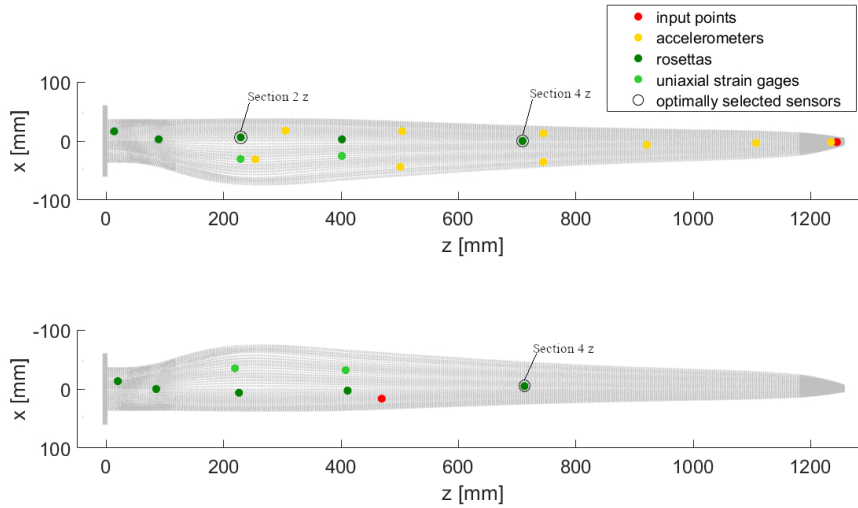 input points
accelerometers
rosettas
uniaxial strain gages
optimally selected sensors
Section 2 z
Section 4 z
100
0
-100
x [mm]
0 200 400 600 800 1000 1200
z [mm]
Section 4 z
-100
0
100
x [mm]
0 200 400 600 800 1000 1200
z [mm]